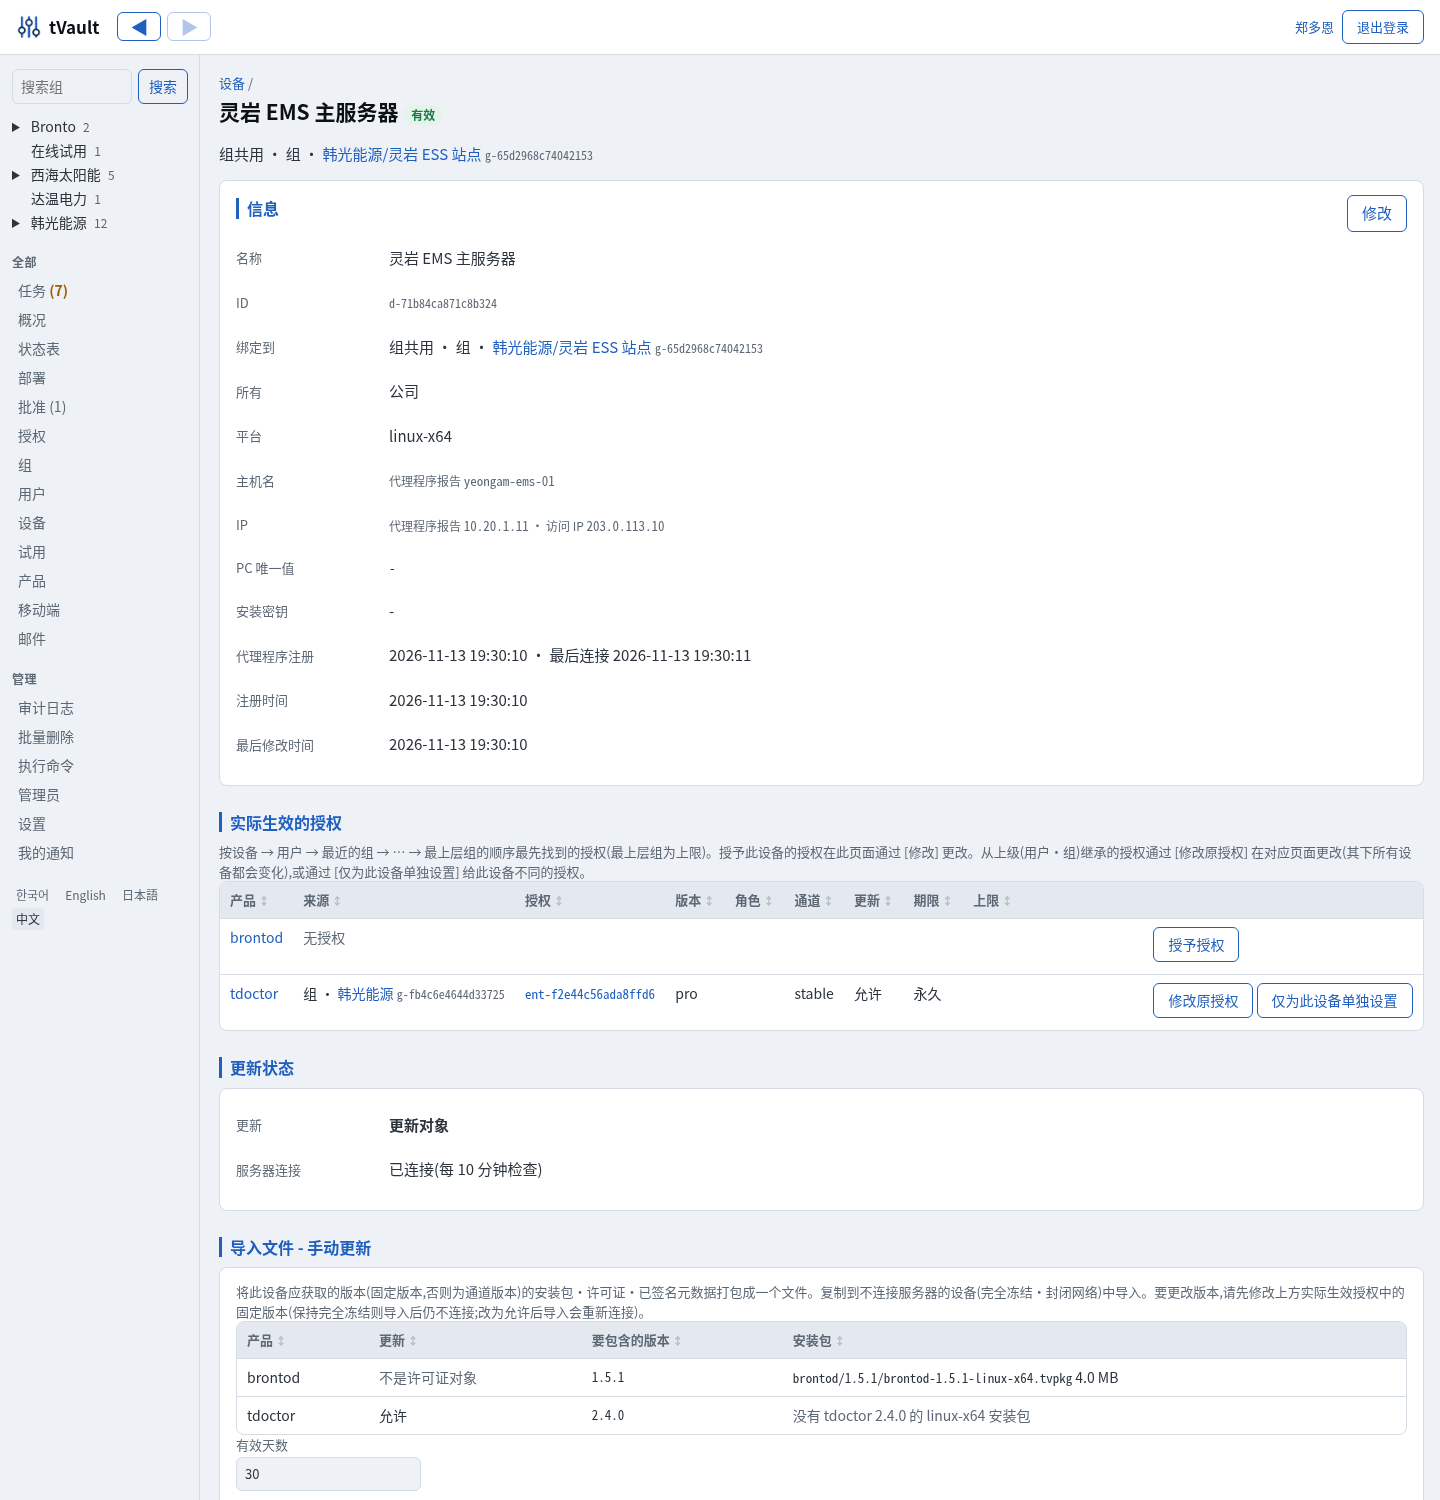 tVault ◀ ▶ 郑多恩 退出登录
搜索组 搜索
▶ Bronto 2
在线试用 1
▶ 西海太阳能 5
达温电力 1
▶ 韩光能源 12
全部
任务 (7)
概况
状态表
部署
批准 (1)
授权
组
用户
设备
试用
产品
移动端
邮件
管理
审计日志
批量删除
执行命令
管理员
设置
我的通知
한국어 English 日本語
中文
设备 /
灵岩 EMS 主服务器 有效
组共用 · 组 · 韩光能源/灵岩 ESS 站点 g-65d2968c74042153
信息 修改
名称 灵岩 EMS 主服务器
ID d-71b84ca871c8b324
绑定到 组共用 · 组 · 韩光能源/灵岩 ESS 站点 g-65d2968c74042153
所有 公司
平台 linux-x64
主机名 代理程序报告 yeongam-ems-01
IP 代理程序报告 10.20.1.11 · 访问 IP 203.0.113.10
PC 唯一值 -
安装密钥 -
代理程序注册 2026-11-13 19:30:10 · 最后连接 2026-11-13 19:30:11
注册时间 2026-11-13 19:30:10
最后修改时间 2026-11-13 19:30:10
实际生效的授权
按设备 → 用户 → 最近的组 → ⋯ → 最上层组的顺序最先找到的授权(最上层组为上限)。授予此设备的授权在此页面通过 [修改] 更改。从上级(用户·组)继承的授权通过 [修改原授权] 在对应页面更改(其下所有设
备都会变化),或通过 [仅为此设备单独设置] 给此设备不同的授权。
产品 ↕ 来源 ↕ 授权 ↕ 版本 ↕ 角色 ↕ 通道 ↕ 更新 ↕ 期限 ↕ 上限 ↕
brontod 无授权 授予授权
tdoctor 组 · 韩光能源 g-fb4c6e4644d33725 ent-f2e44c56ada8ffd6 pro stable 允许 永久 修改原授权 仅为此设备单独设置
更新状态
更新 更新对象
服务器连接 已连接(每 10 分钟检查)
导入文件 - 手动更新
将此设备应获取的版本(固定版本,否则为通道版本)的安装包·许可证·已签名元数据打包成一个文件。复制到不连接服务器的设备(完全冻结·封闭网络)中导入。要更改版本,请先修改上方实际生效授权中的
固定版本(保持完全冻结则导入后仍不连接;改为允许后导入会重新连接)。
产品 ↕ 更新 ↕ 要包含的版本 ↕ 安装包 ↕
brontod 不是许可证对象 1.5.1 brontod/1.5.1/brontod-1.5.1-linux-x64.tvpkg 4.0 MB
tdoctor 允许 2.4.0 没有 tdoctor 2.4.0 的 linux-x64 安装包
有效天数
30